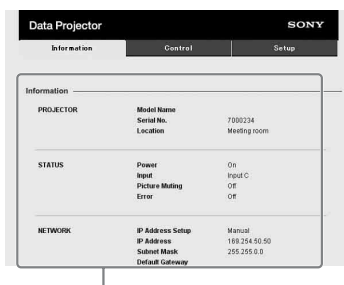 Data Projector SONY
Information Control Setup
Information
PROJECTOR Model Name
Serial No. 7000234
Location Meeting room
STATUS Power On
Input Input C
Picture Muting Off
Error Off
NETWORK IP Address Setup Manual
IP Address 169.254.50.50
Subnet Mask 255.255.0.0
Default Gateway